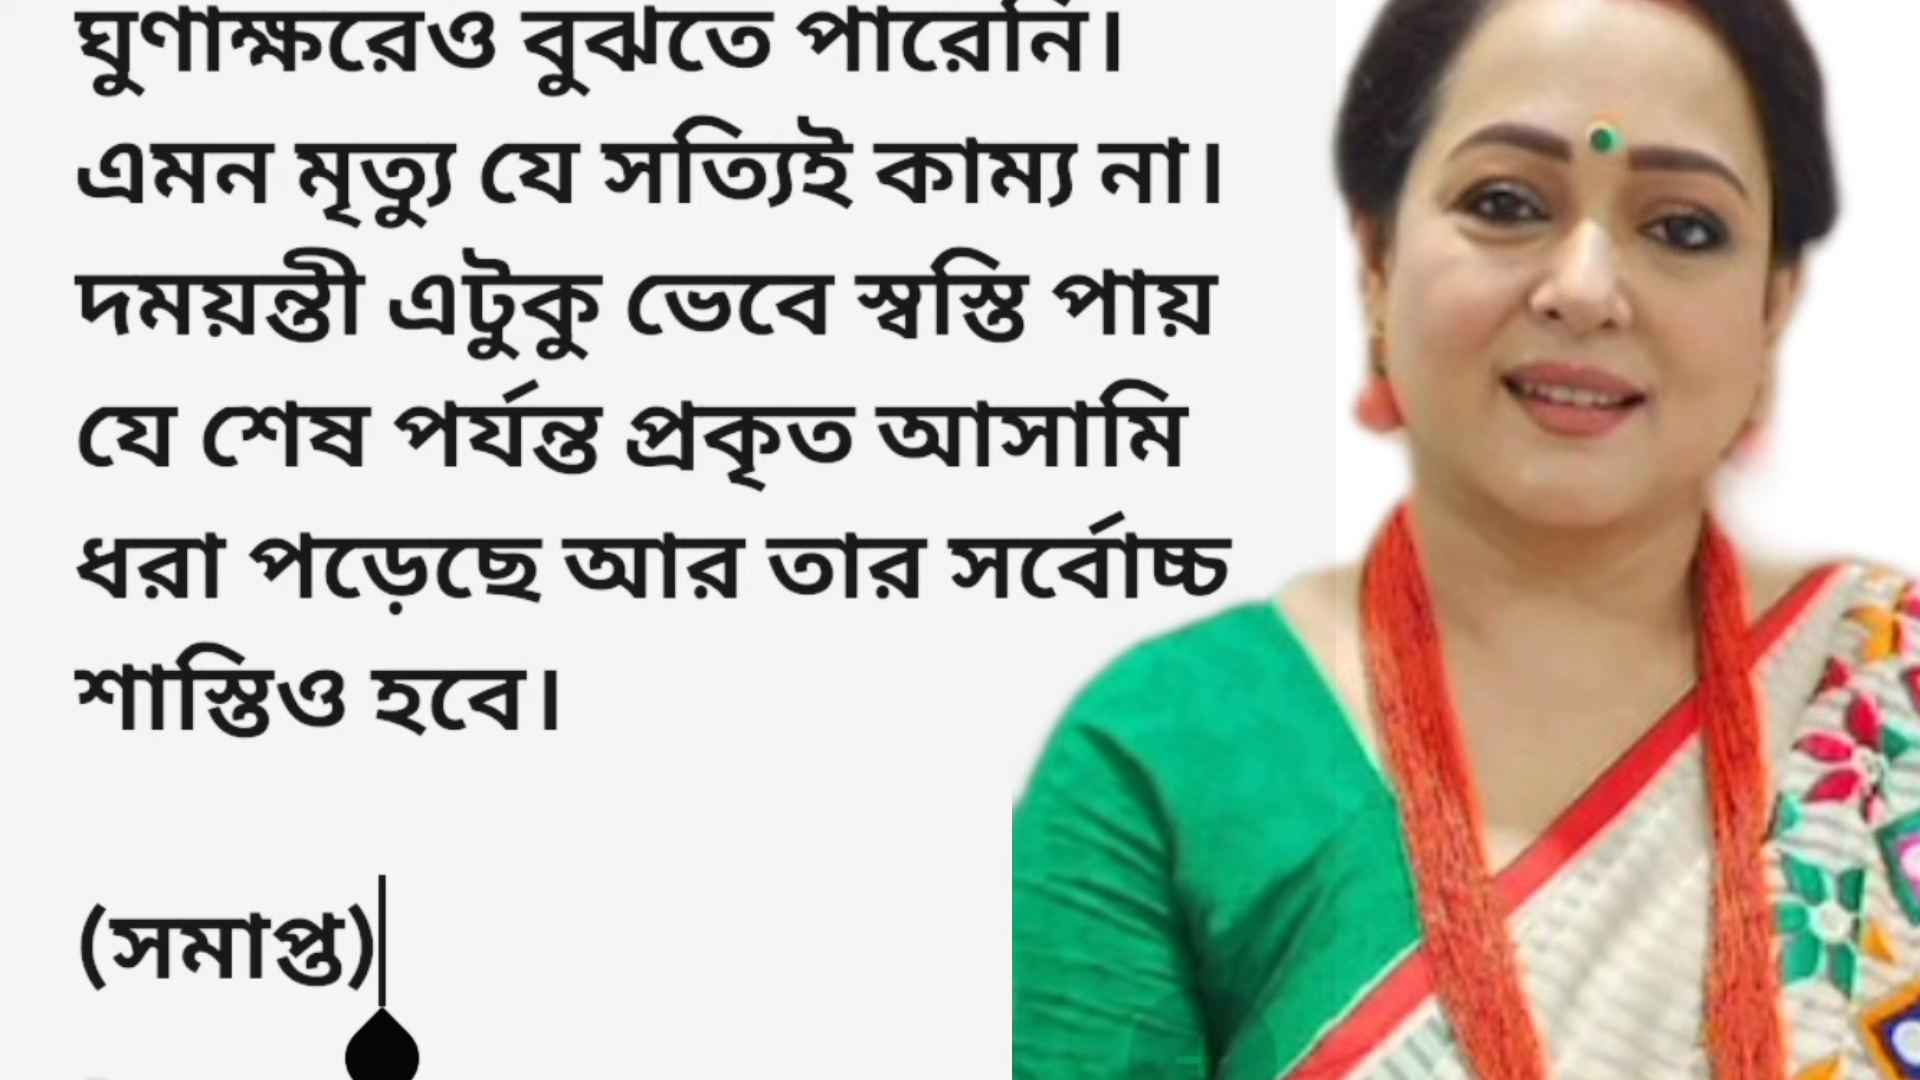 ঘুণাক্ষরেও বুঝতে পারেনি।
এমন মৃত্যু যে সত্যিই কাম্য না।
দময়ন্তী এটুকু ভেবে স্বস্তি পায়
যে শেষ পর্যন্ত প্রকৃত আসামি
ধরা পড়েছে আর তার সর্বোচ্চ
শাস্তিও হবে।
(সমাপ্ত)